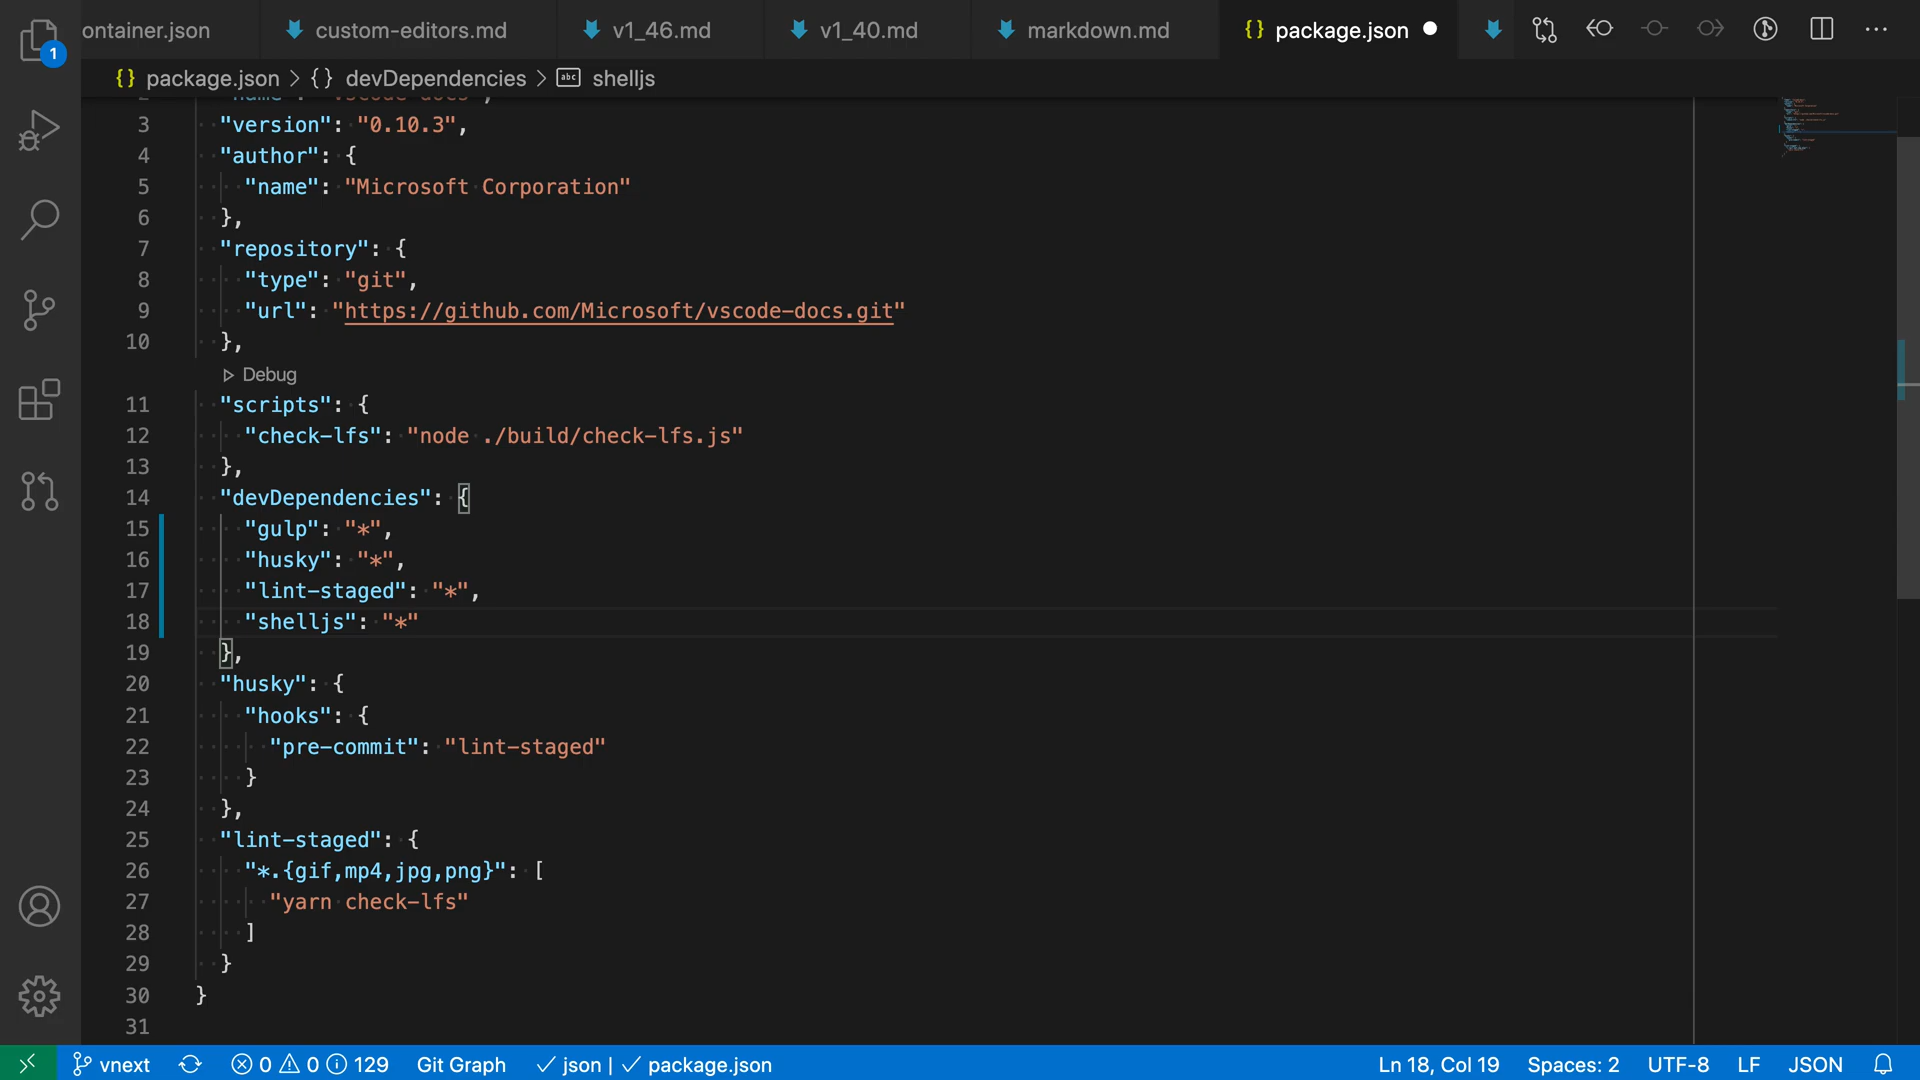 ontainer.json
custom-editors.md
v1_46.md
v1_40.md
markdown.md
{} package.json
1
{} package.json > {} devDependencies > abc shelljs
2 "name": "vscode-docs",
3 "version": "0.10.3",
4 "author": {
5 "name": "Microsoft Corporation"
6 },
7 "repository": {
8 "type": "git",
9 "url": "https://github.com/Microsoft/vscode-docs.git"
10 },
Debug
11 "scripts": {
12 "check-lfs": "node ./build/check-lfs.js"
13 },
14 "devDependencies": {
15 "gulp": "*",
16 "husky": "*",
17 "lint-staged": "*",
18 "shelljs": "*"
19 },
20 "husky": {
21 "hooks": {
22 "pre-commit": "lint-staged"
23 }
24 },
25 "lint-staged": {
26 "*.{gif,mp4,jpg,png}": [
27 "yarn check-lfs"
28 ]
29 }
30 }
31
vnext 0 0 129 Git Graph ✓ json | ✓ package.json Ln 18, Col 19 Spaces: 2 UTF-8 LF JSON